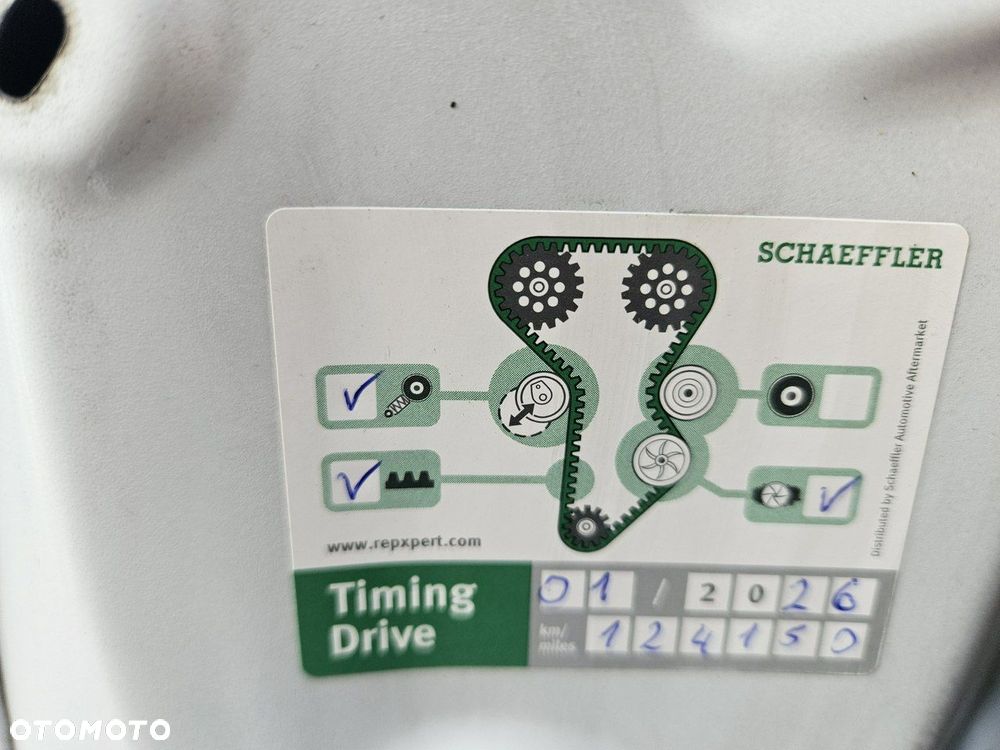 SCHAEFFLER
Distributed by Schaeffler Automotive Aftermarket
www.repxpert.com
Timing
Drive
01 / 2026
km/
miles
124150
OTOMOTO